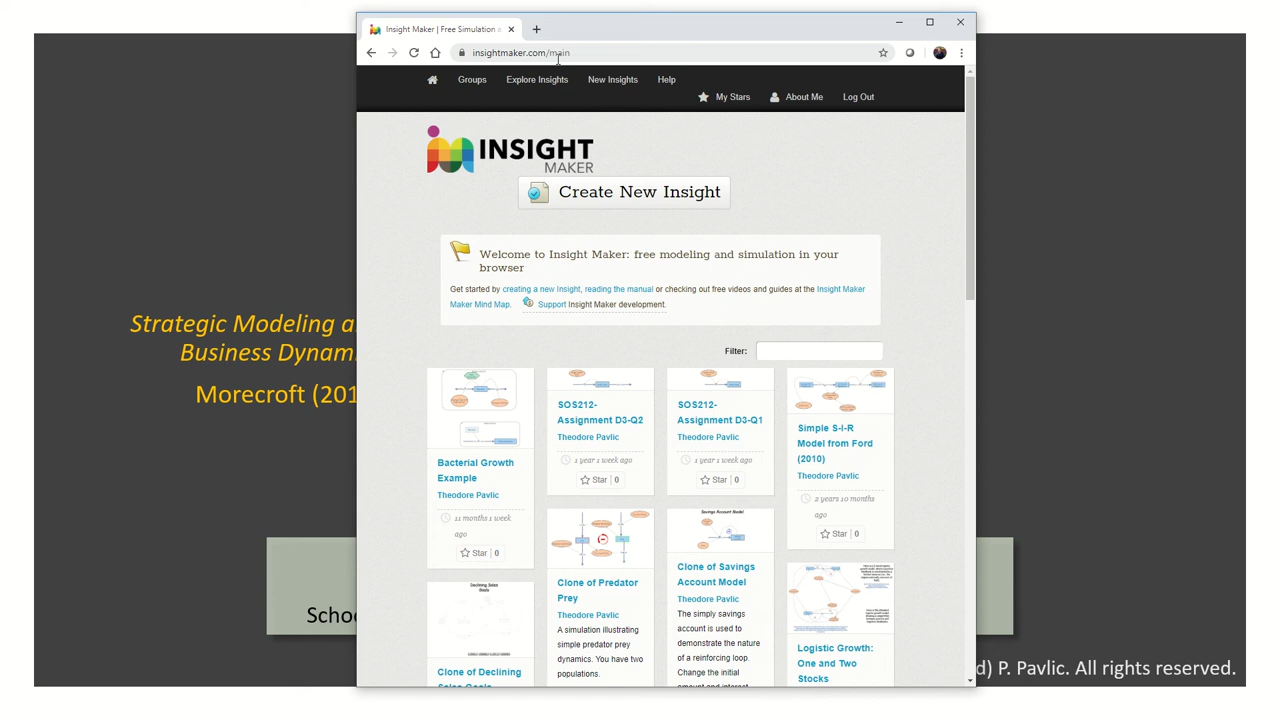 Insight Maker | Free Simulation a
insightmaker.com/main
Groups Explore Insights New Insights Help
My Stars About Me Log Out
INSIGHT
MAKER
Create New Insight
Welcome to Insight Maker: free modeling and simulation in your
browser
Get started by creating a new Insight, reading the manual or checking out free videos and guides at the Insight Maker
Maker Mind Map. Support Insight Maker development.
Filter:
Bacterial Growth
Example
Theodore Pavlic
11 months 1 week
ago
Star | 0
SOS212-
Assignment D3-Q2
Theodore Pavlic
1 year 1 week ago
Star | 0
SOS212-
Assignment D3-Q1
Theodore Pavlic
1 year 1 week ago
Star | 0
Simple S-I-R
Model from Ford
(2010)
Theodore Pavlic
2 years 10 months
ago
Star | 0
Declining Sales
Clone of Declining
Sales Goals
Clone of Predator
Prey
Theodore Pavlic
A simulation illustrating
simple predator prey
dynamics. You have two
populations.
Savings Account Model
Clone of Savings
Account Model
Theodore Pavlic
The simply savings
account is used to
demonstrate the nature
of a reinforcing loop.
Change the initial
amount and interest
Logistic Growth:
One and Two
Stocks
Strategic Modeling a
Business Dynami
Morecroft (201
Schoo
d) P. Pavlic. All rights reserved.